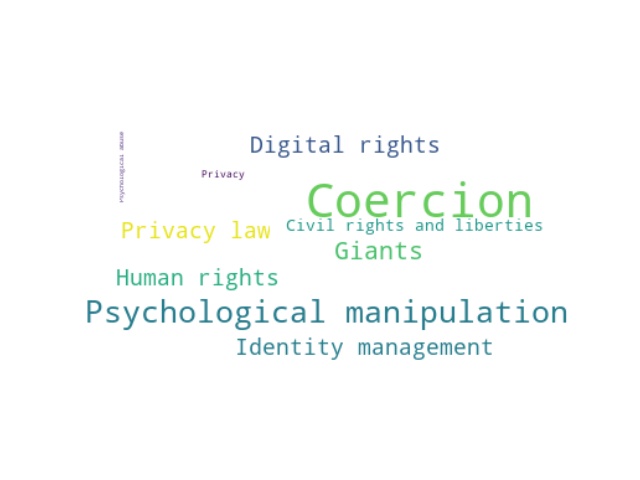 Psychological abuse
Digital rights
Privacy
Coercion
Civil rights and liberties
Privacy law
Giants
Human rights
Psychological manipulation
Identity management